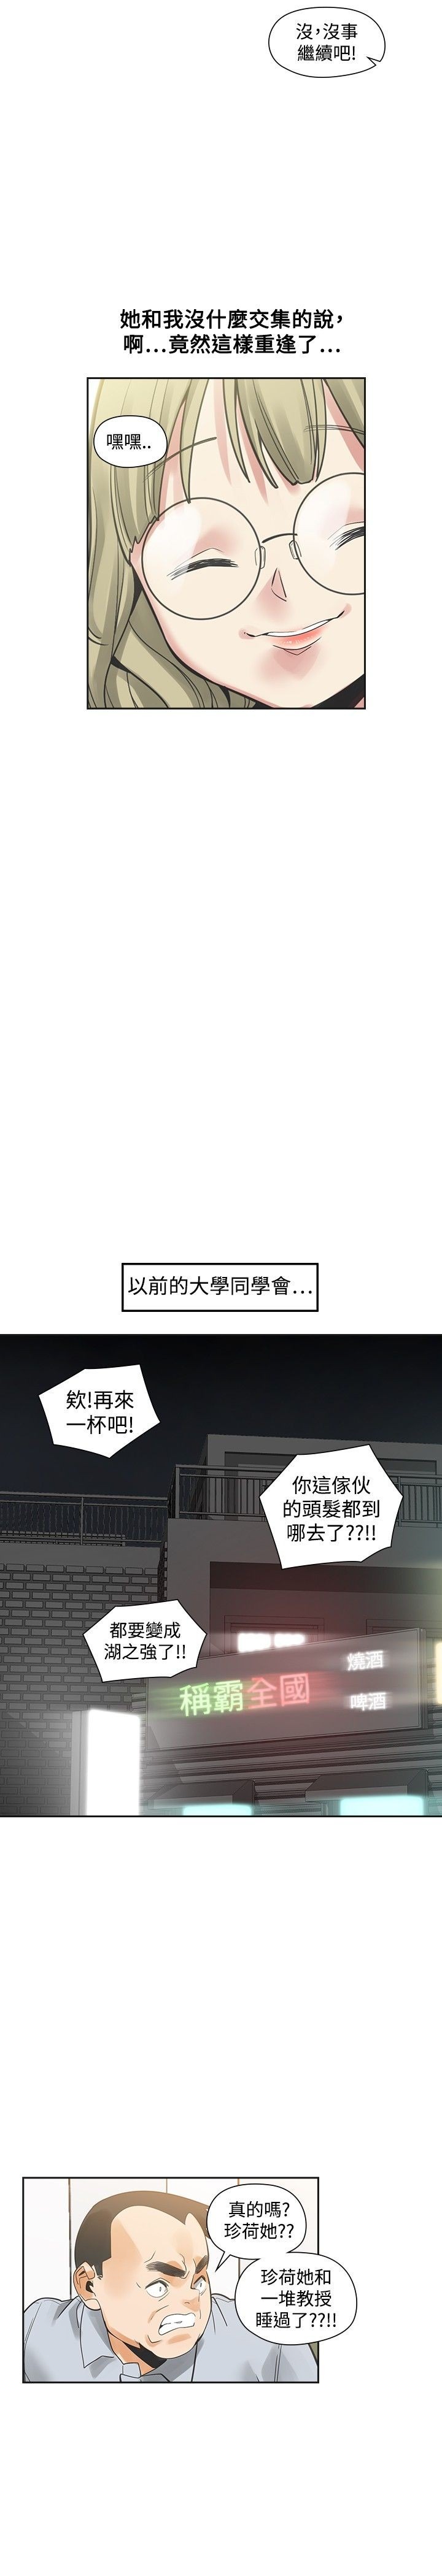 沒，沒事
繼續吧!
她和我沒什麼交集的說，
啊...竟然這樣重逢了...
嘿嘿..
以前的大學同學會...
欸!再來
一杯吧!
你這傢伙
的頭髮都到
哪去了??!!
都要變成
湖之強了!!
稱霸全國
燒酒
啤酒
真的嗎?
珍荷她??
珍荷她和
一堆教授
睡過了??!!